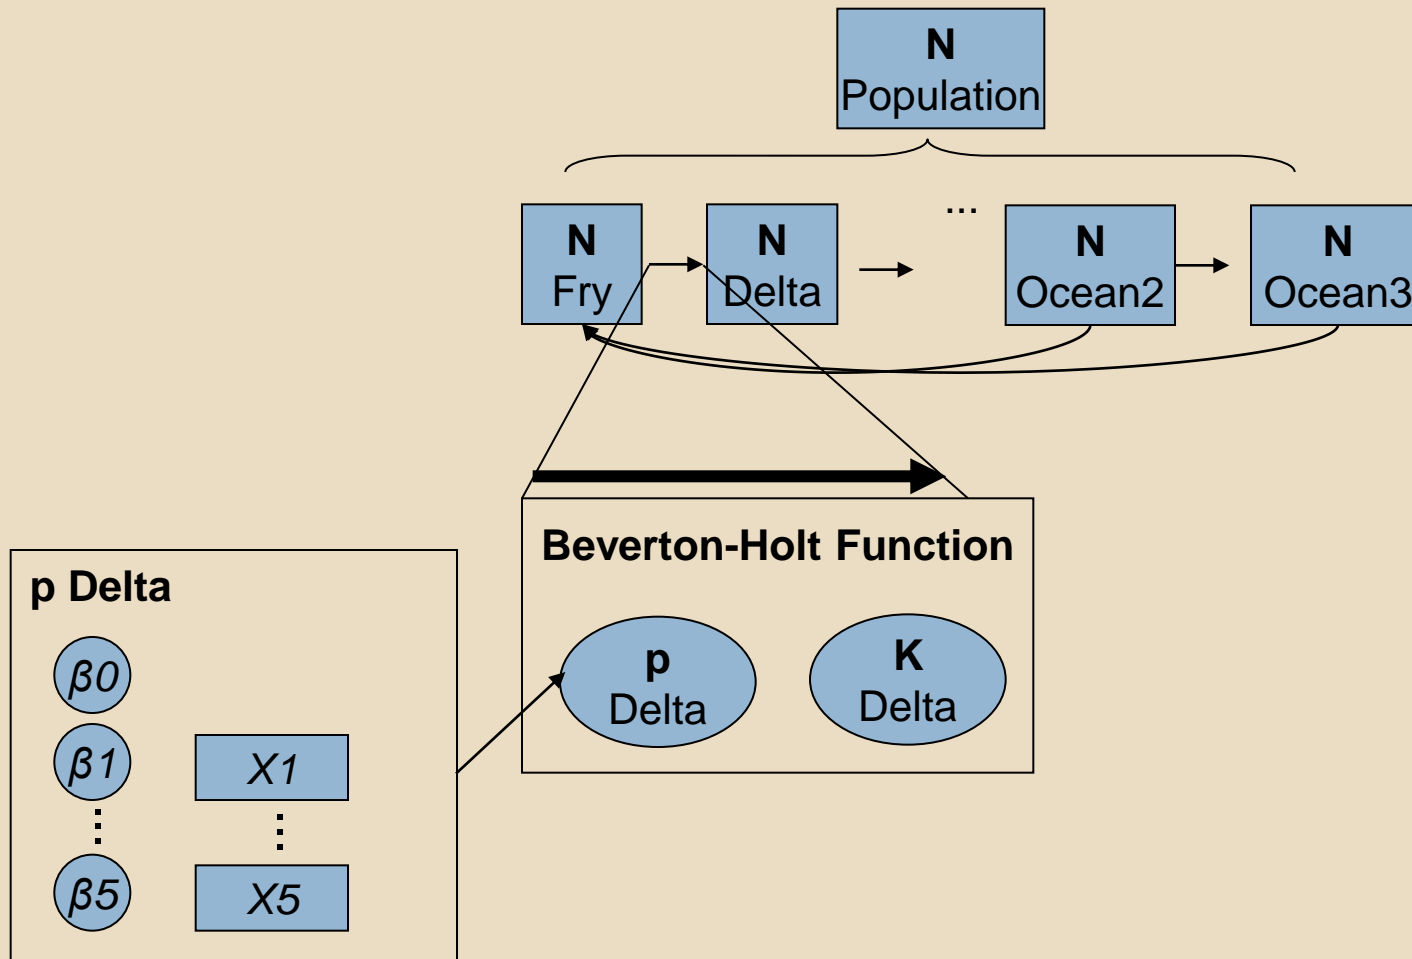 N
Population
N
Fry
N
Delta
...
N
Ocean2
N
Ocean3
Beverton-Holt Function
p
Delta
K
Delta
p Delta
β0
β1
X1
β5
X5